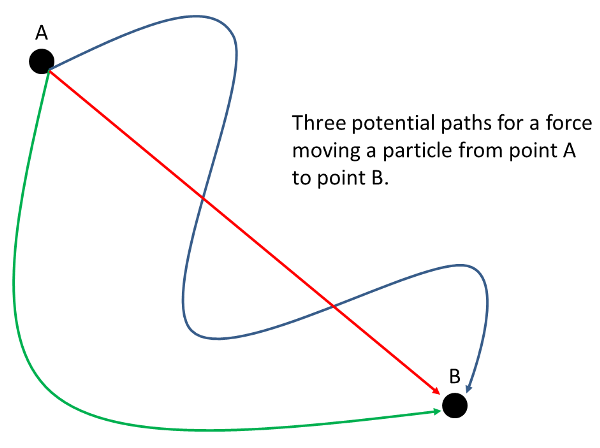 A
Three potential paths for a force
moving a particle from point A
to point B.
B